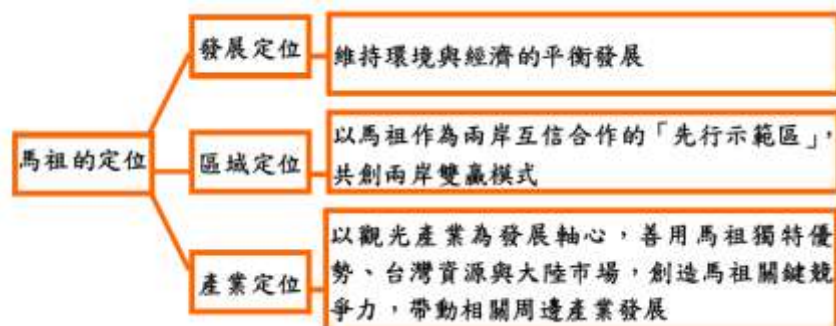 馬祖的定位
發展定位
維持環境與經濟的平衡發展
區域定位
以馬祖作為兩岸互信合作的「先行示範區」，
共創兩岸雙贏模式
產業定位
以觀光產業為發展軸心，善用馬祖獨特優
勢、台灣資源與大陸市場，創造馬祖關鍵競
爭力，帶動相關周邊產業發展